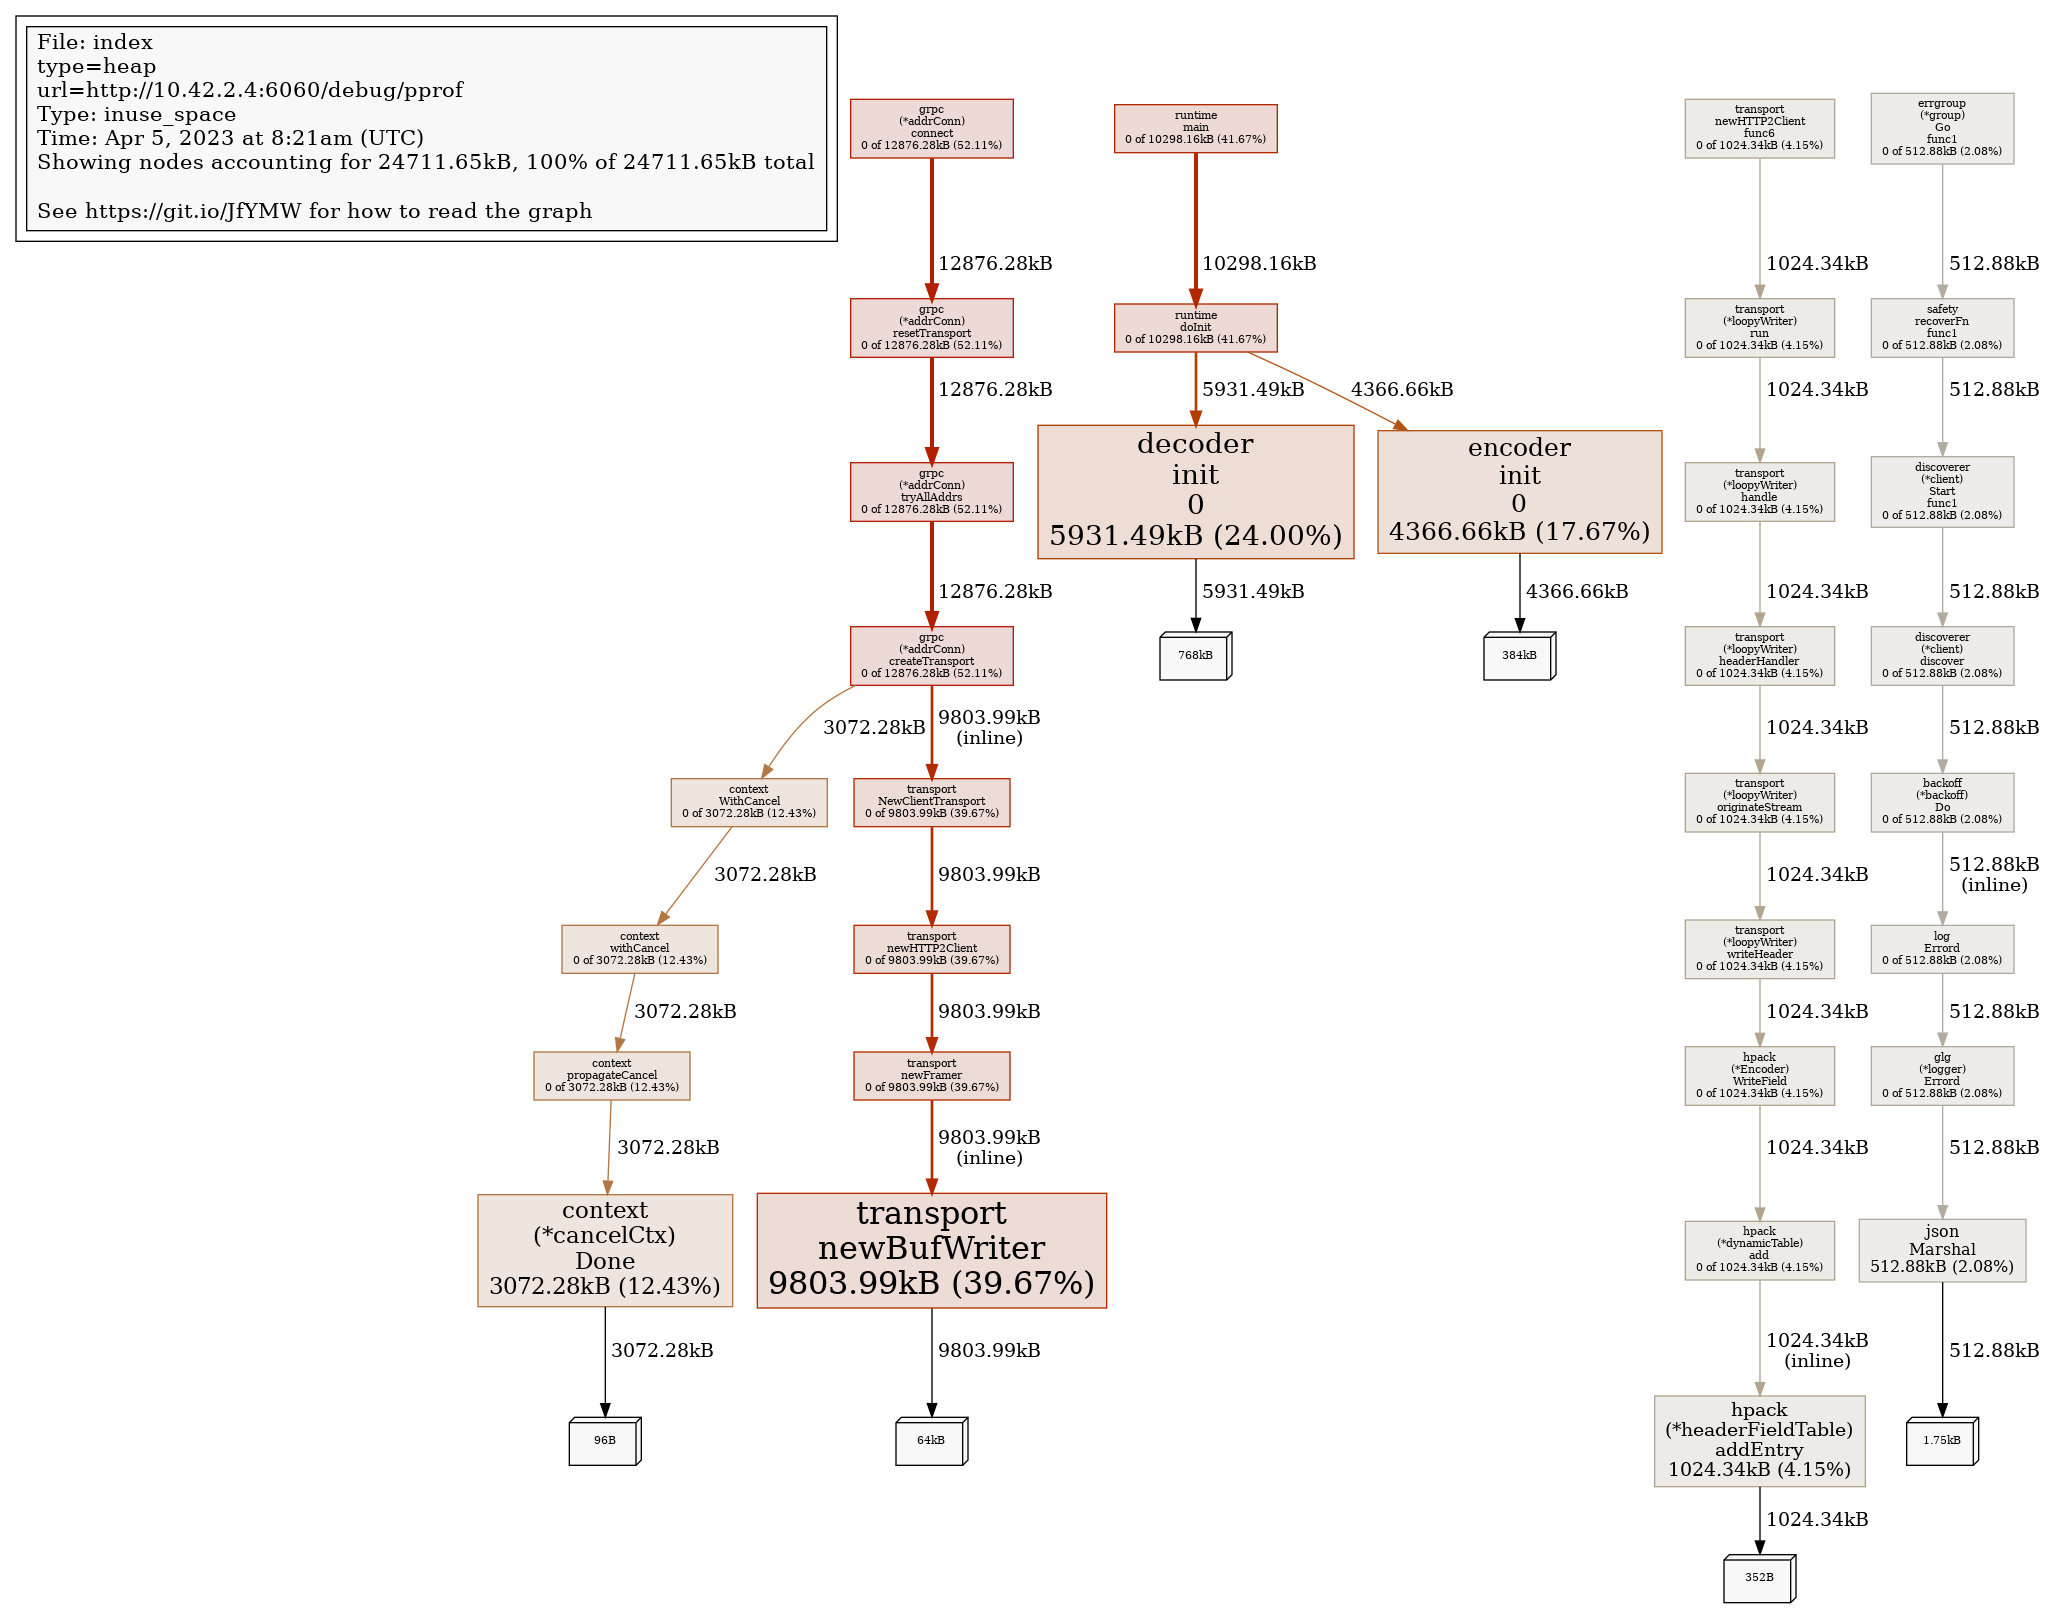 File: index
type=heap
url=http://10.42.2.4:6060/debug/pprof
Type: inuse_space
Time: Apr 5, 2023 at 8:21am (UTC)
Showing nodes accounting for 24711.65kB, 100% of 24711.65kB total
See https://git.io/JfYMW for how to read the graph
grpc
(*addrConn)
connect
0 of 12876.28kB (52.11%)
12876.28kB
grpc
(*addrConn)
resetTransport
0 of 12876.28kB (52.11%)
12876.28kB
grpc
(*addrConn)
tryAllAddrs
0 of 12876.28kB (52.11%)
12876.28kB
grpc
(*addrConn)
createTransport
0 of 12876.28kB (52.11%)
3072.28kB
9803.99kB
(inline)
context
WithCancel
0 of 3072.28kB (12.43%)
3072.28kB
context
withCancel
0 of 3072.28kB (12.43%)
3072.28kB
context
propagateCancel
0 of 3072.28kB (12.43%)
3072.28kB
context
(*cancelCtx)
Done
3072.28kB (12.43%)
3072.28kB
96B
transport
NewClientTransport
0 of 9803.99kB (39.67%)
9803.99kB
transport
newHTTP2Client
0 of 9803.99kB (39.67%)
9803.99kB
transport
newFramer
0 of 9803.99kB (39.67%)
9803.99kB
(inline)
transport
newBufWriter
9803.99kB (39.67%)
9803.99kB
64kB
runtime
main
0 of 10298.16kB (41.67%)
10298.16kB
runtime
doInit
0 of 10298.16kB (41.67%)
5931.49kB
4366.66kB
decoder
init
0
5931.49kB (24.00%)
5931.49kB
768kB
encoder
init
0
4366.66kB (17.67%)
4366.66kB
384kB
transport
newHTTP2Client
func6
0 of 1024.34kB (4.15%)
1024.34kB
transport
(*loopyWriter)
run
0 of 1024.34kB (4.15%)
1024.34kB
transport
(*loopyWriter)
handle
0 of 1024.34kB (4.15%)
1024.34kB
transport
(*loopyWriter)
headerHandler
0 of 1024.34kB (4.15%)
1024.34kB
transport
(*loopyWriter)
originateStream
0 of 1024.34kB (4.15%)
1024.34kB
transport
(*loopyWriter)
writeHeader
0 of 1024.34kB (4.15%)
1024.34kB
hpack
(*Encoder)
WriteField
0 of 1024.34kB (4.15%)
1024.34kB
hpack
(*dynamicTable)
add
0 of 1024.34kB (4.15%)
1024.34kB
(inline)
hpack
(*headerFieldTable)
addEntry
1024.34kB (4.15%)
1024.34kB
352B
errgroup
(*group)
Go
func1
0 of 512.88kB (2.08%)
512.88kB
safety
recoverFn
func1
0 of 512.88kB (2.08%)
512.88kB
discoverer
(*client)
Start
func1
0 of 512.88kB (2.08%)
512.88kB
discoverer
(*client)
discover
0 of 512.88kB (2.08%)
512.88kB
backoff
(*backoff)
Do
0 of 512.88kB (2.08%)
512.88kB
(inline)
log
Errord
0 of 512.88kB (2.08%)
512.88kB
glg
(*logger)
Errord
0 of 512.88kB (2.08%)
512.88kB
json
Marshal
512.88kB (2.08%)
512.88kB
1.75kB